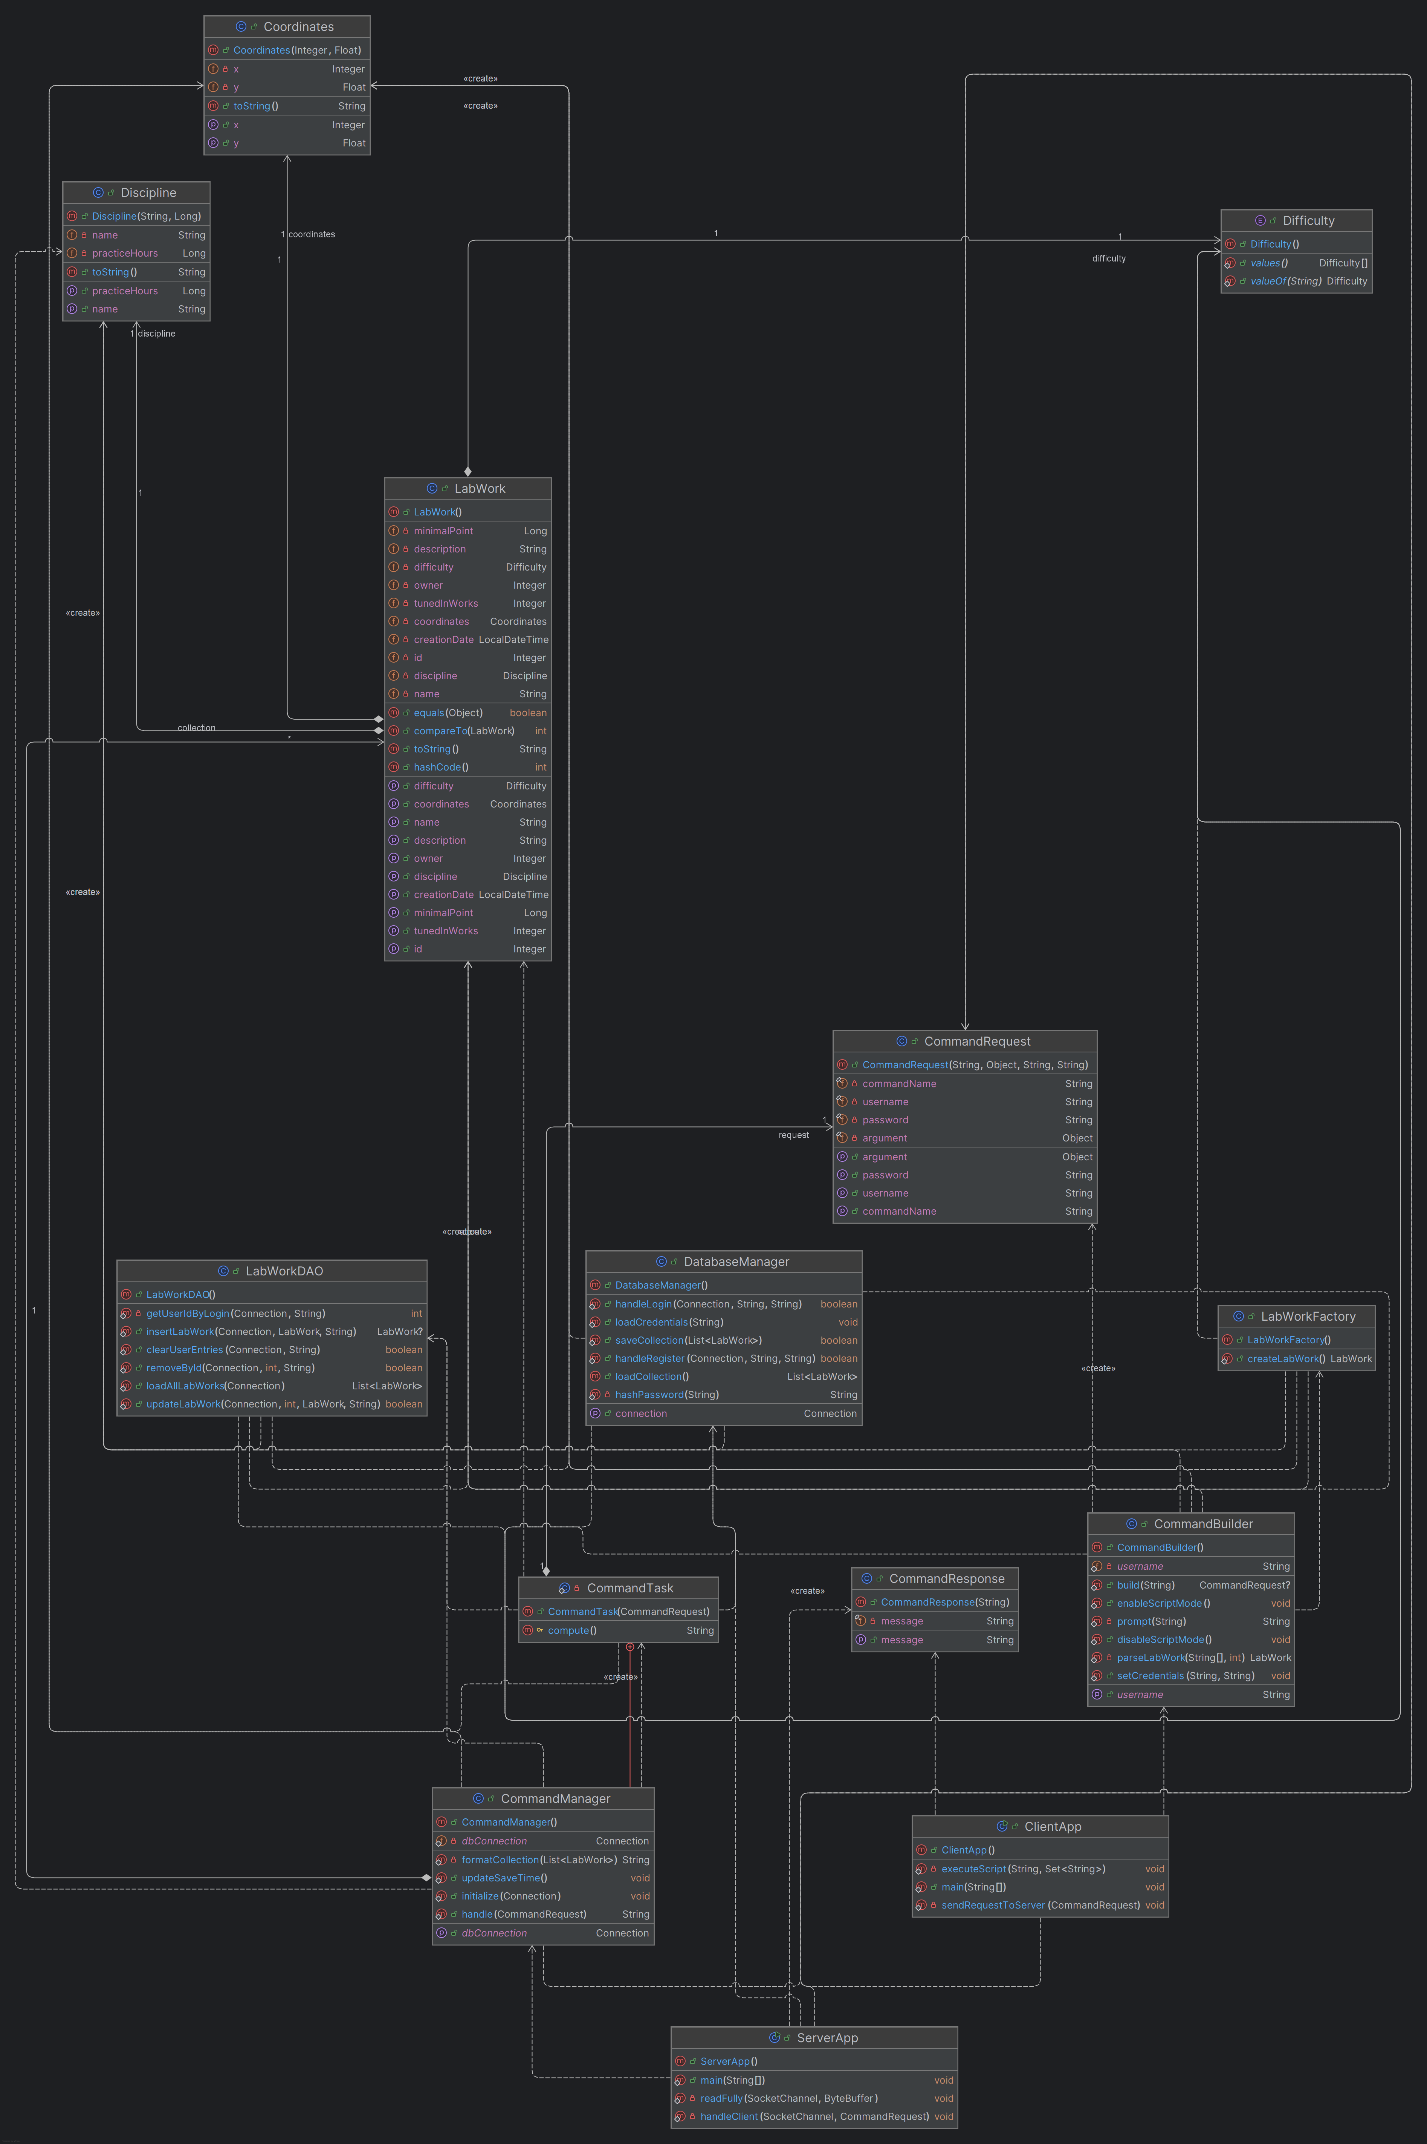 Coordinates
Coordinates(Integer, Float)
x Integer
y Float
toString() String
x Integer
y Float
«create»
«create»
Discipline
Discipline(String, Long)
name String
practiceHours Long
toString() String
practiceHours Long
name String
1 coordinates
1
1 discipline
1
1
1
difficulty
Difficulty
Difficulty()
values() Difficulty[]
valueOf(String) Difficulty
LabWork
LabWork()
minimalPoint Long
description String
difficulty Difficulty
owner Integer
tunedInWorks Integer
coordinates Coordinates
creationDate LocalDateTime
id Integer
discipline Discipline
name String
equals(Object) boolean
compareTo(LabWork) int
toString() String
hashCode() int
difficulty Difficulty
coordinates Coordinates
name String
description String
owner Integer
discipline Discipline
creationDate LocalDateTime
minimalPoint Long
tunedInWorks Integer
id Integer
«create»
collection
*
«create»
CommandRequest
CommandRequest(String, Object, String, String)
commandName String
username String
password String
argument Object
argument Object
password String
username String
commandName String
1
request
«create»
LabWorkDAO
LabWorkDAO()
getUserIdByLogin(Connection, String) int
insertLabWork(Connection, LabWork, String) LabWork?
clearUserEntries(Connection, String) boolean
removeById(Connection, int, String) boolean
loadAllLabWorks(Connection) List<LabWork>
updateLabWork(Connection, int, LabWork, String) boolean
1
DatabaseManager
DatabaseManager()
handleLogin(Connection, String, String) boolean
loadCredentials(String) void
saveCollection(List<LabWork>) boolean
handleRegister(Connection, String, String) boolean
loadCollection() List<LabWork>
hashPassword(String) String
connection Connection
LabWorkFactory
LabWorkFactory()
createLabWork() LabWork
«create»
CommandBuilder
CommandBuilder()
username String
build(String) CommandRequest?
enableScriptMode() void
prompt(String) String
disableScriptMode() void
parseLabWork(String[], int) LabWork
setCredentials(String, String) void
username String
1
CommandTask
CommandTask(CommandRequest)
compute() String
«create»
CommandResponse
CommandResponse(String)
message String
message String
«create»
CommandManager
CommandManager()
dbConnection Connection
formatCollection(List<LabWork>) String
updateSaveTime() void
initialize(Connection) void
handle(CommandRequest) String
dbConnection Connection
ClientApp
ClientApp()
executeScript(String, Set<String>) void
main(String[]) void
sendRequestToServer(CommandRequest) void
ServerApp
ServerApp()
main(String[]) void
readFully(SocketChannel, ByteBuffer) void
handleClient(SocketChannel, CommandRequest) void